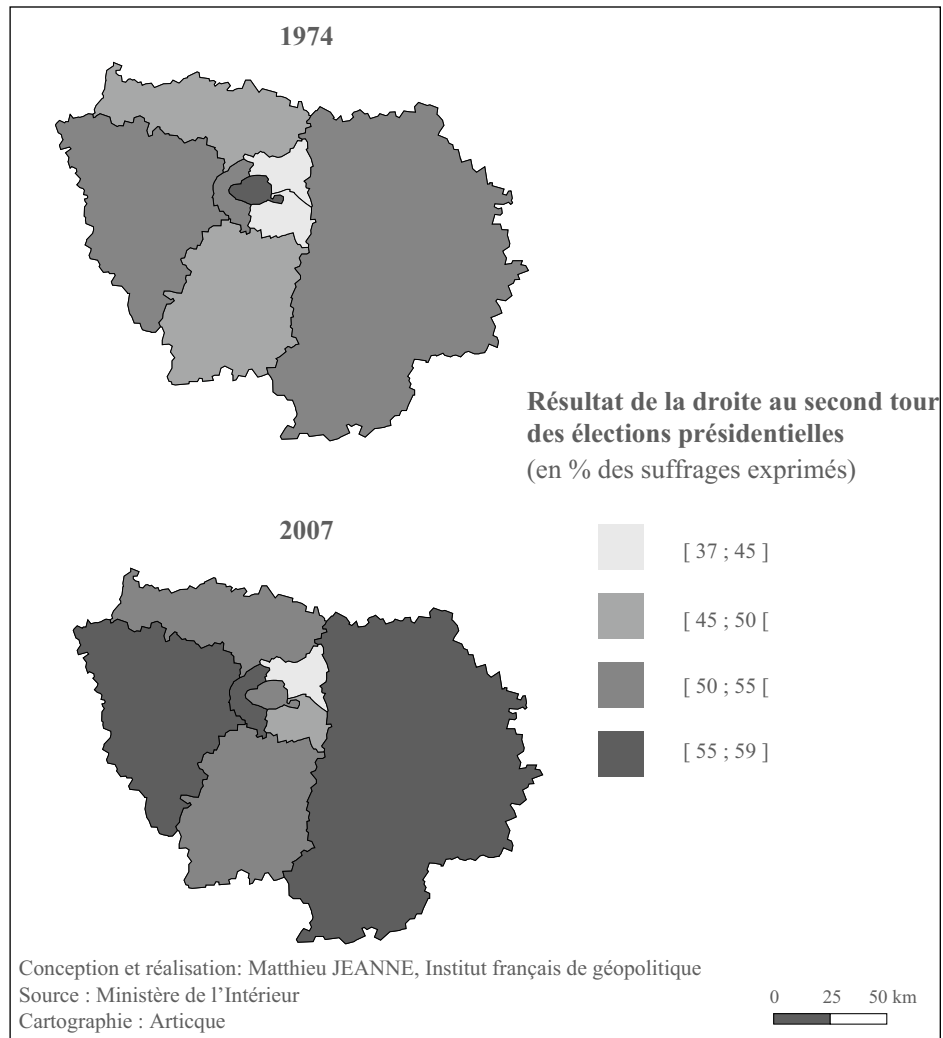 1974
Résultat de la droite au second tour
des élections présidentielles
(en % des suffrages exprimés)
2007
[ 37 ; 45 ]
[ 45 ; 50 [
[ 50 ; 55 [
[ 55 ; 59 ]
Conception et réalisation: Matthieu JEANNE, Institut français de géopolitique
Source : Ministère de l'Intérieur
Cartographie : Articque
0 25 50 km